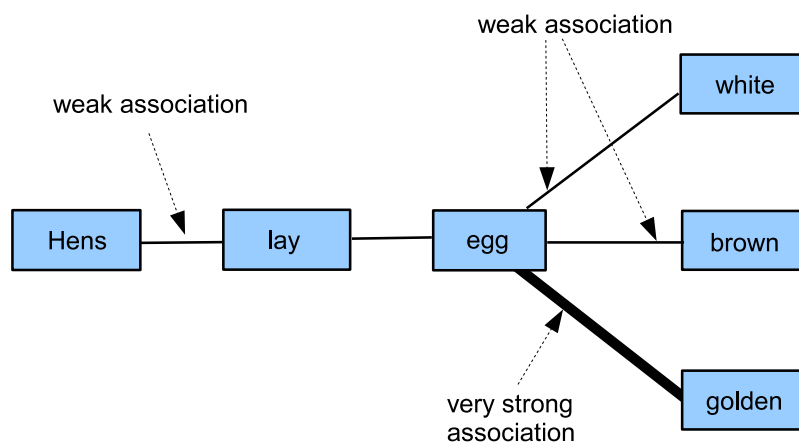 weak association
white
weak association
Hens
lay
egg
brown
very strong
association
golden